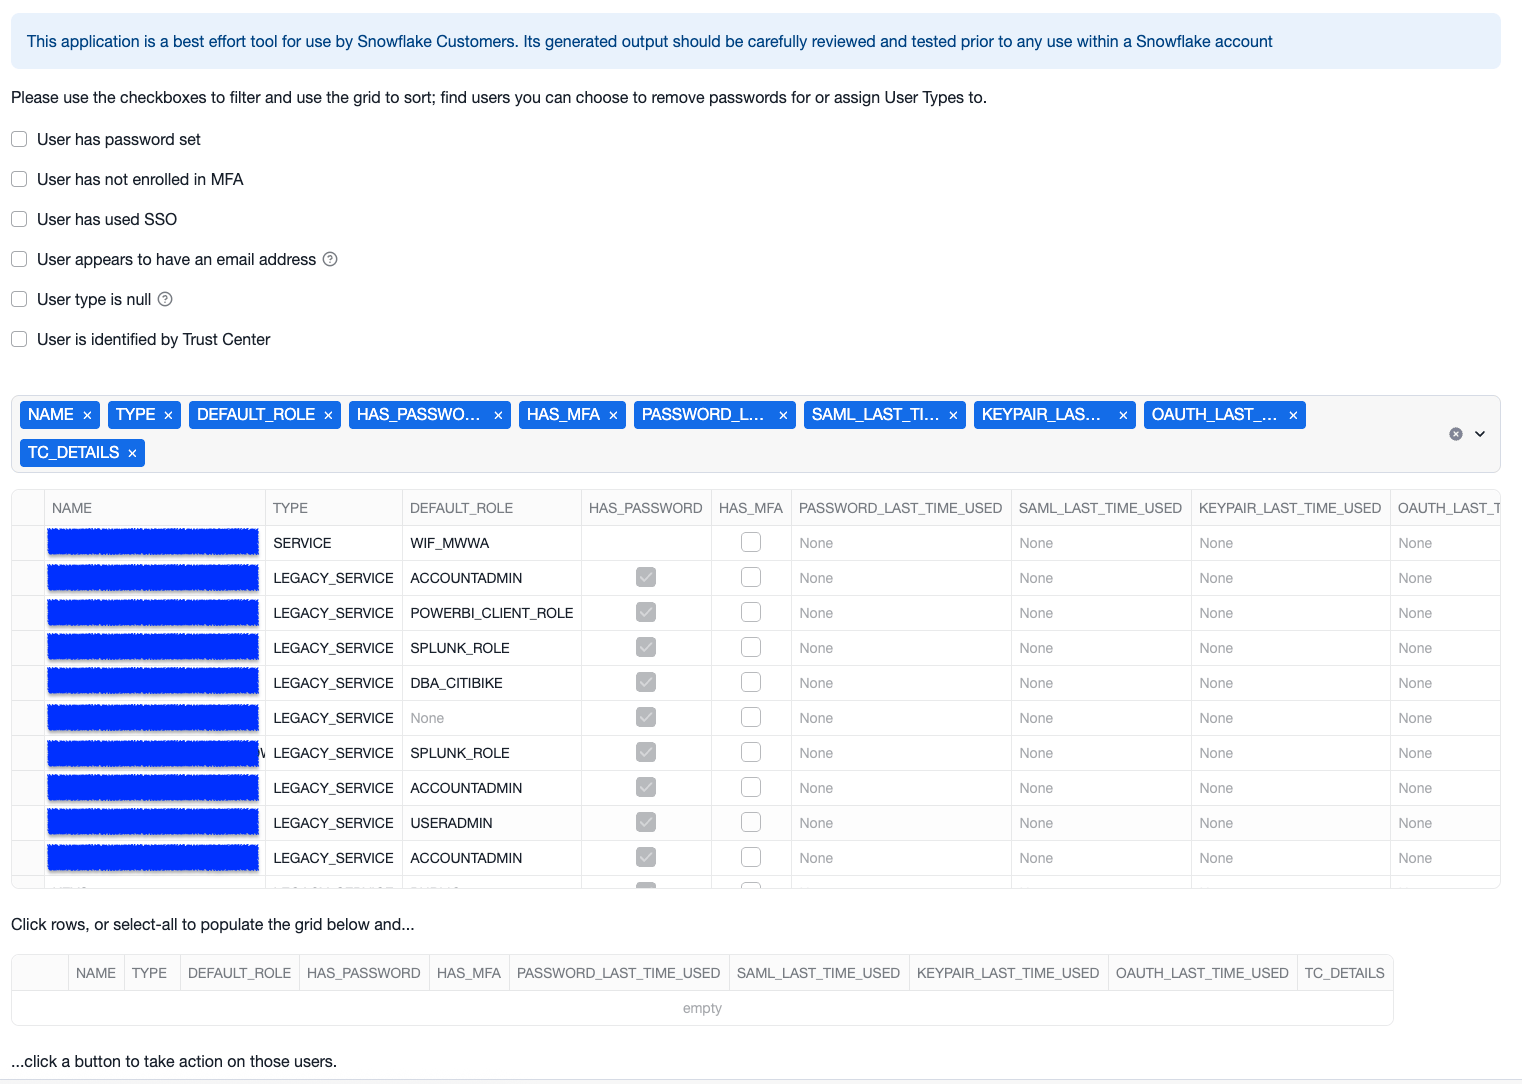 This application is a best effort tool for use by Snowflake Customers. Its generated output should be carefully reviewed and tested prior to any use within a Snowflake account
Please use the checkboxes to filter and use the grid to sort; find users you can choose to remove passwords for or assign User Types to.
User has password set
User has not enrolled in MFA
User has used SSO
User appears to have an email address
User type is null
User is identified by Trust Center
NAME × TYPE × DEFAULT_ROLE × HAS_PASSWO... × HAS_MFA × PASSWORD_L... × SAML_LAST_TI... × KEYPAIR_LAS... × OAUTH_LAST_... ×
TC_DETAILS ×
NAME TYPE DEFAULT_ROLE HAS_PASSWORD HAS_MFA PASSWORD_LAST_TIME_USED SAML_LAST_TIME_USED KEYPAIR_LAST_TIME_USED OAUTH_LAST_T
SERVICE WIF_MWWA None None None None
LEGACY_SERVICE ACCOUNTADMIN None None None None
LEGACY_SERVICE POWERBI_CLIENT_ROLE None None None None
LEGACY_SERVICE SPLUNK_ROLE None None None None
LEGACY_SERVICE DBA_CITIBIKE None None None None
LEGACY_SERVICE None None None None None
LEGACY_SERVICE SPLUNK_ROLE None None None None
LEGACY_SERVICE ACCOUNTADMIN None None None None
LEGACY_SERVICE USERADMIN None None None None
LEGACY_SERVICE ACCOUNTADMIN None None None None
Click rows, or select-all to populate the grid below and...
NAME TYPE DEFAULT_ROLE HAS_PASSWORD HAS_MFA PASSWORD_LAST_TIME_USED SAML_LAST_TIME_USED KEYPAIR_LAST_TIME_USED OAUTH_LAST_TIME_USED TC_DETAILS
empty
...click a button to take action on those users.